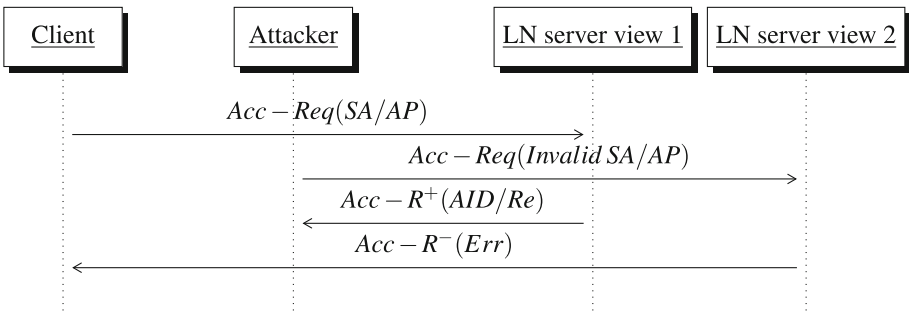 Client Attacker LN server view 1 LN server view 2
Acc − Req(SA/AP)
Acc − Req(Invalid SA/AP)
Acc − R⁺(AID/Re)
Acc − R⁻(Err)